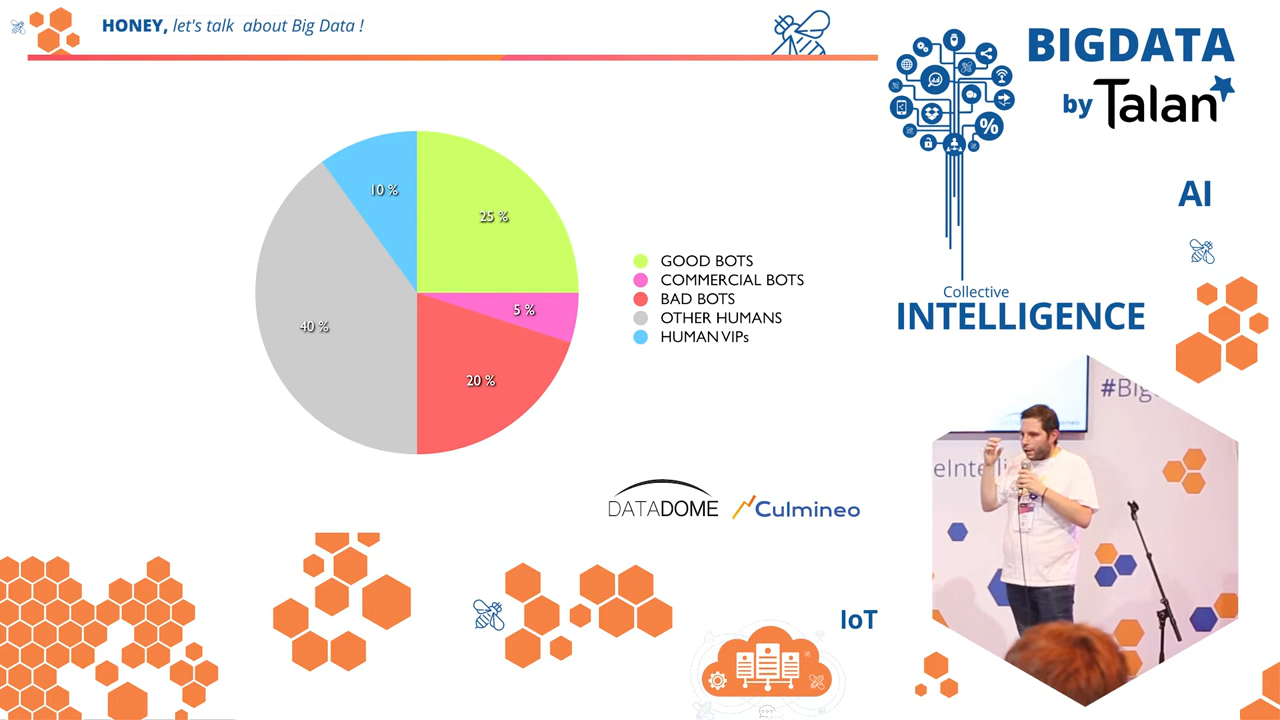 HONEY, let's talk about Big Data !
BIGDATA
by Talan
%
AI
10 %
25 %
GOOD BOTS
COMMERCIAL BOTS
BAD BOTS
OTHER HUMANS
HUMAN VIPs
5 %
40 %
20 %
Collective
INTELLIGENCE
#Big
eInte
DATADOME
Culmineo
IoT